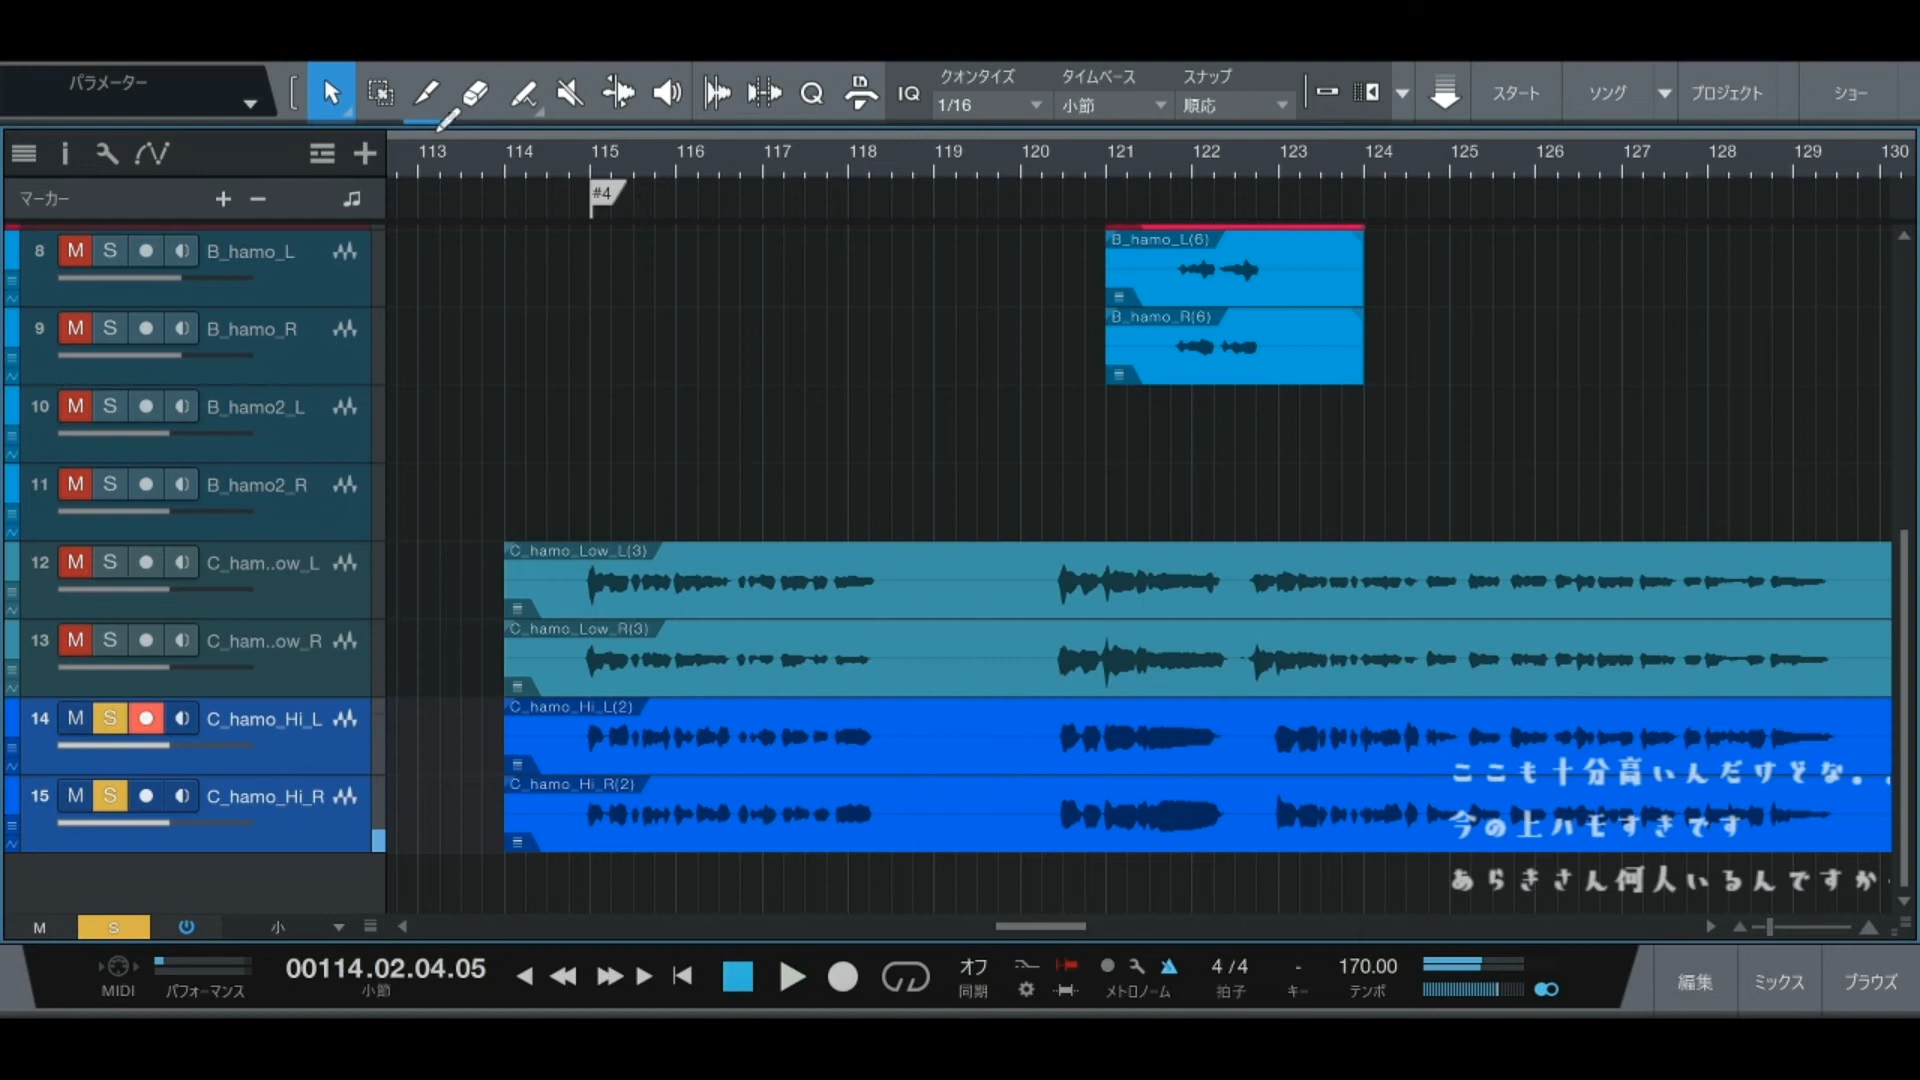 パラメーター
IQ
クオンタイズ
1/16
タイムベース
小節
スナップ
順応
スタート
ソング
プロジェクト
ショー
113 114 115 116 117 118 119 120 121 122 123 124 125 126 127 128 129 130
マーカー
#4
8 M S B_hamo_L
B_hamo_L(6)
9 M S B_hamo_R
B_hamo_R(6)
10 M S B_hamo2_L
11 M S B_hamo2_R
12 M S C_ham..ow_L
C_hamo_Low_L(3)
13 M S C_ham..ow_R
C_hamo_Low_R(3)
14 M S C_hamo_Hi_L
C_hamo_Hi_L(2)
15 M S C_hamo_Hi_R
C_hamo_Hi_R(2)
ここも十分高いんだけどな。.
今の上ハモすきです
あらきさん何人いるんですか
M S 小
MIDI
パフォーマンス
00114.02.04.05
小節
オフ
同期
メトロノーム
4 / 4
拍子
-
キー
170.00
テンポ
編集
ミックス
ブラウズ